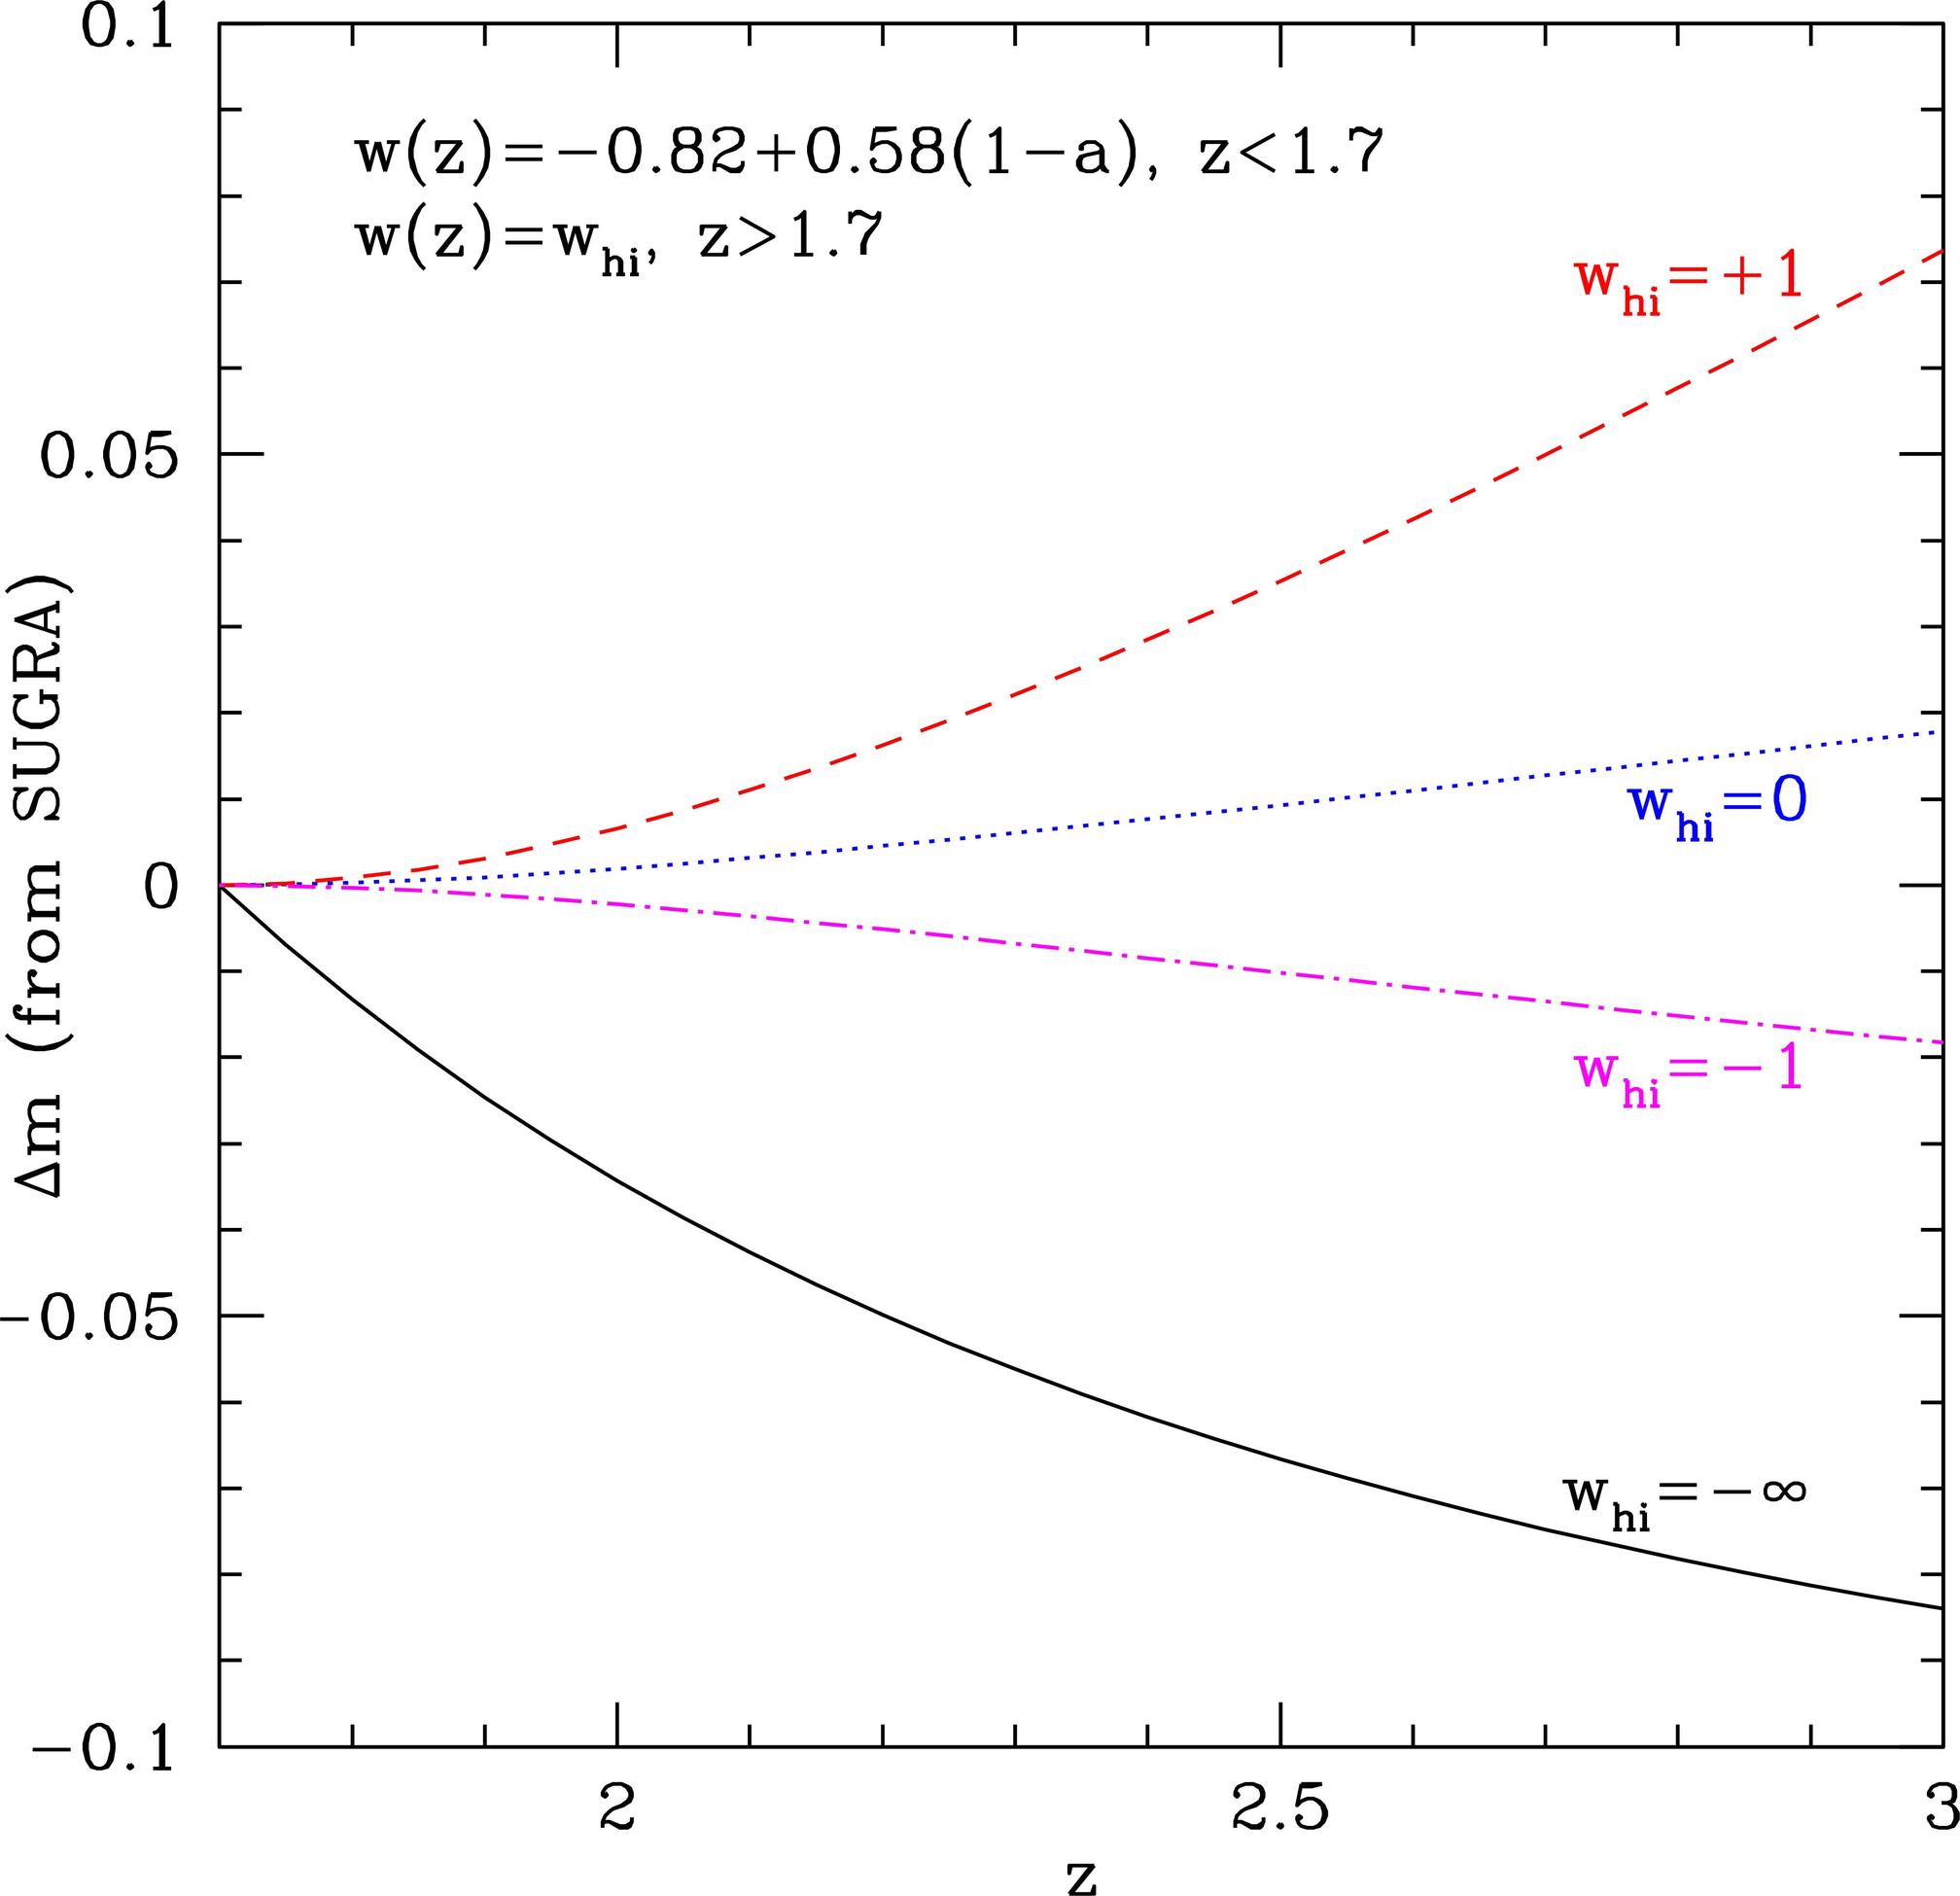 0.1
w(z)=−0.82+0.58(1−a), z<1.7
w(z)=w_hi, z>1.7
w_hi=+1
0.05
w_hi=0
0
w_hi=−1
−0.05
w_hi=−∞
−0.1
Δm (from SUGRA)
2
2.5
3
z